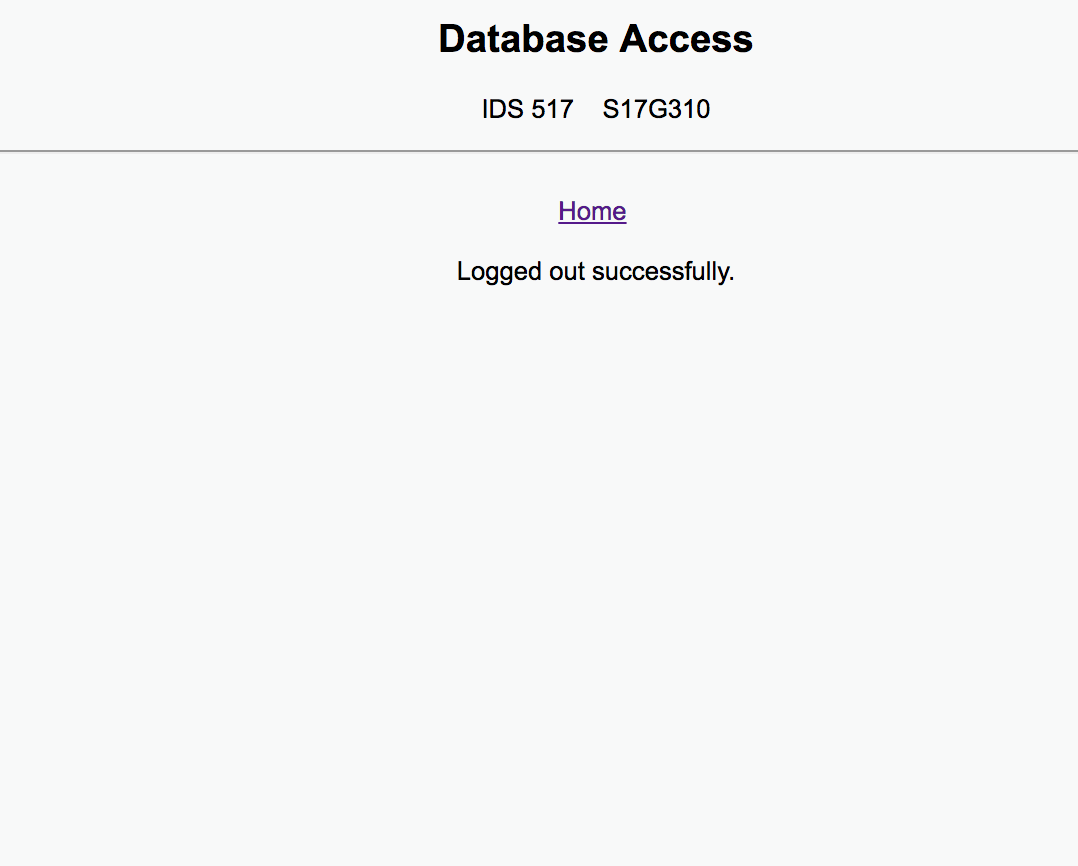 Database Access
IDS 517 S17G310
Home
Logged out successfully.